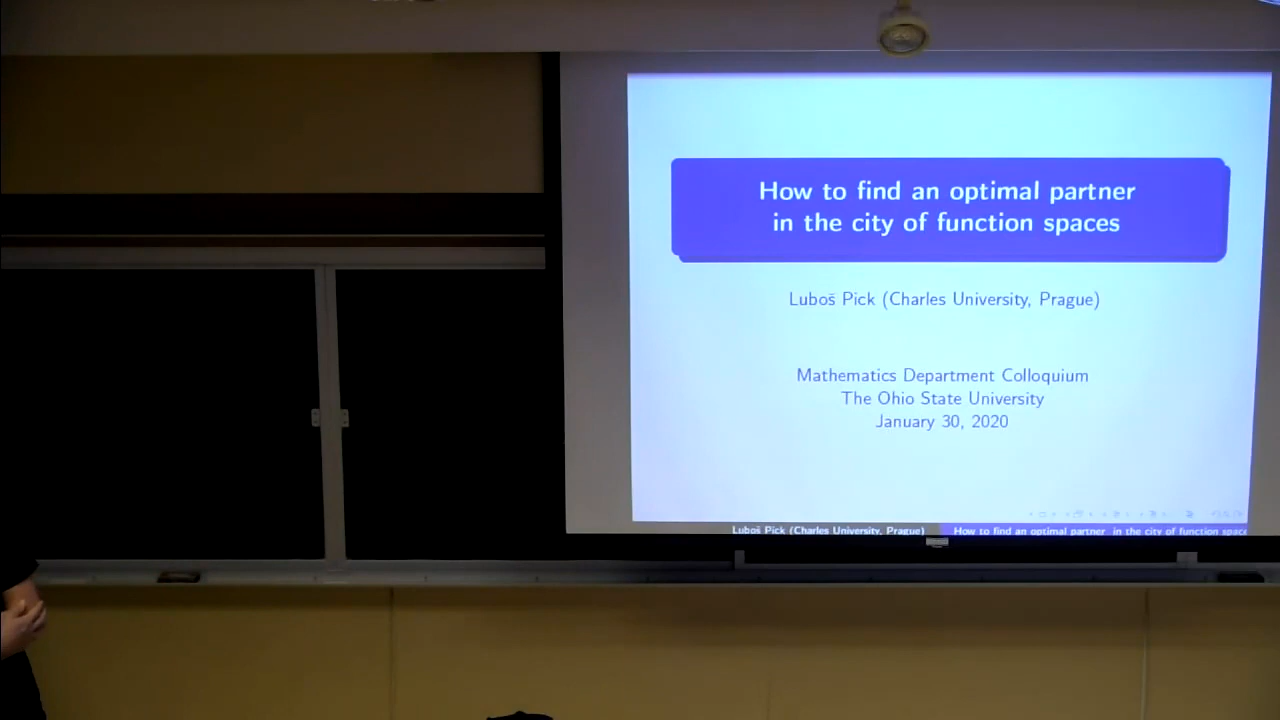 How to find an optimal partner
in the city of function spaces
Luboš Pick (Charles University, Prague)
Mathematics Department Colloquium
The Ohio State University
January 30, 2020
Luboš Pick (Charles University, Prague)
How to find an optimal partner in the city of function space